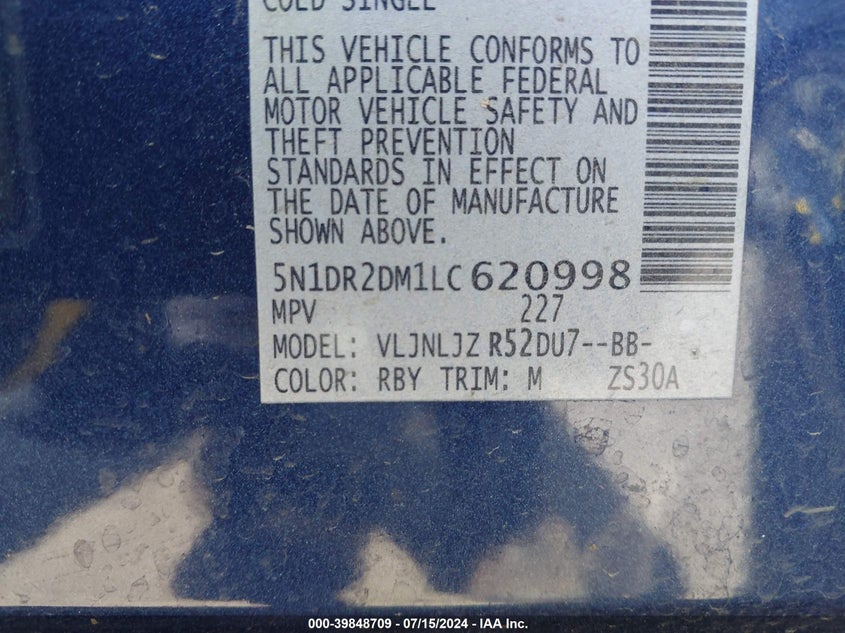 COLD SINGLE
THIS VEHICLE CONFORMS TO
ALL APPLICABLE FEDERAL
MOTOR VEHICLE SAFETY AND
THEFT PREVENTION
STANDARDS IN EFFECT ON
THE DATE OF MANUFACTURE
SHOWN ABOVE.
5N1DR2DM1LC620998
MPV 227
MODEL: VLJNLJZ R52DU7--BB-
COLOR: RBY TRIM: M ZS30A
000-39848709 - 07/15/2024 - IAA Inc.